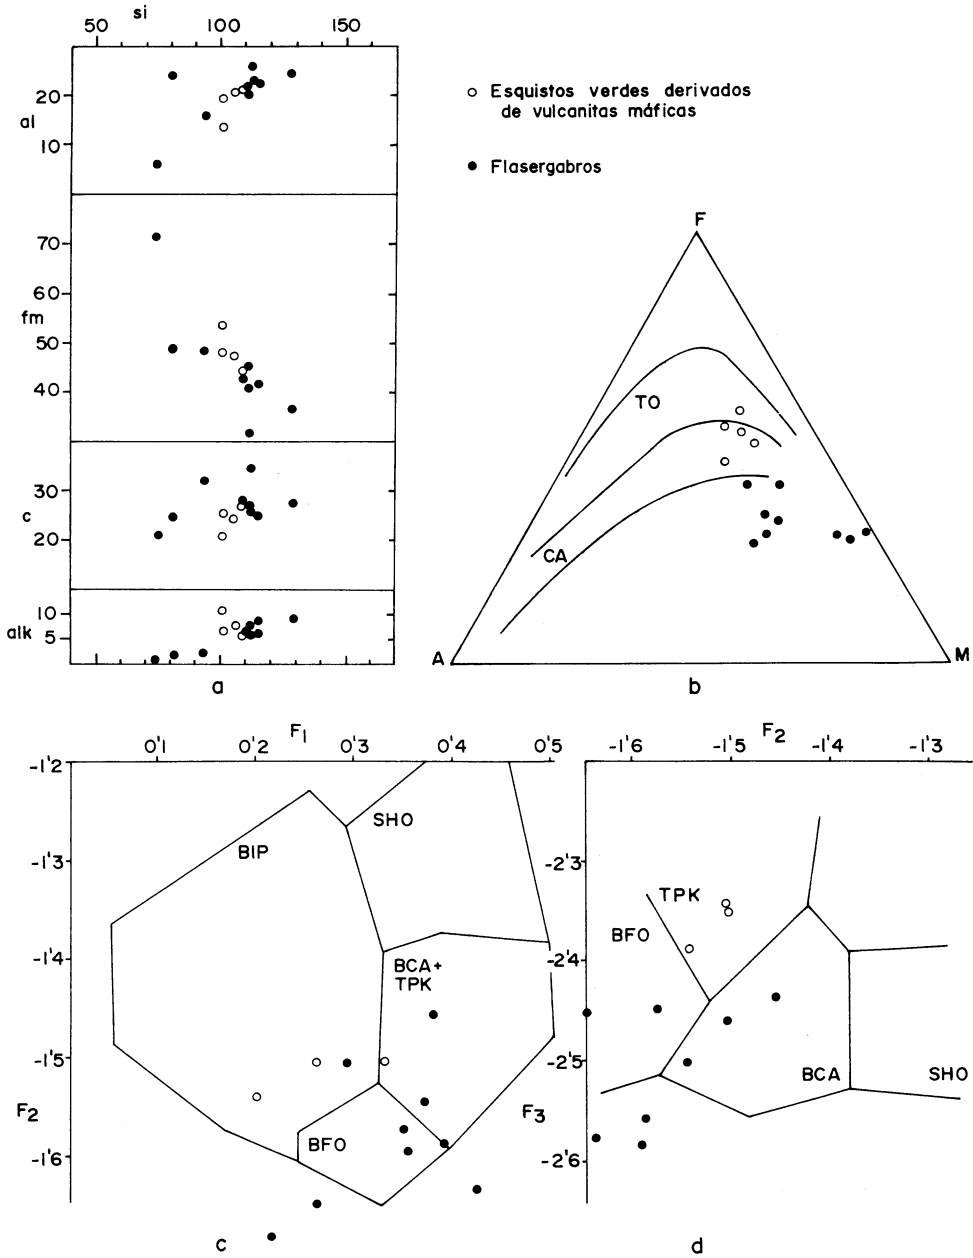 si
50 100 150
20
al
10
70
60
fm
50
40
30
c
20
10
alk
5
a
Esquistos verdes derivados
de vulcanitas máficas
Flasergabros
F
TO
CA
A
M
b
F1
0'1 0'2 0'3 0'4 0'5
-1'2
-1'3
-1'4
-1'5
F2
-1'6
BIP
SHO
BCA+
TPK
BFO
c
F2
-1'6 -1'5 -1'4 -1'3
-2'3
-2'4
-2'5
F3
-2'6
TPK
BFO
BCA
SHO
d